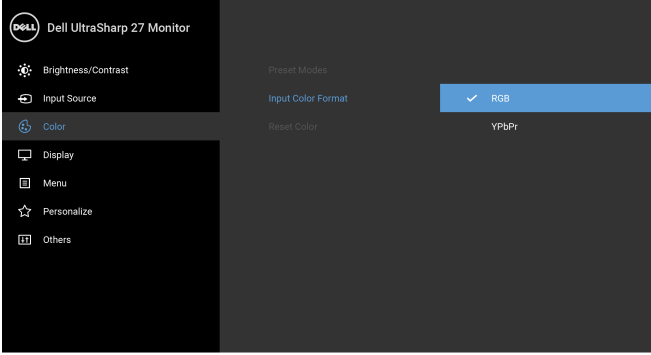 DELL Dell UltraSharp 27 Monitor
Brightness/Contrast Preset Modes
Input Source Input Color Format ✓ RGB
Color Reset Color YPbPr
Display
Menu
Personalize
Others